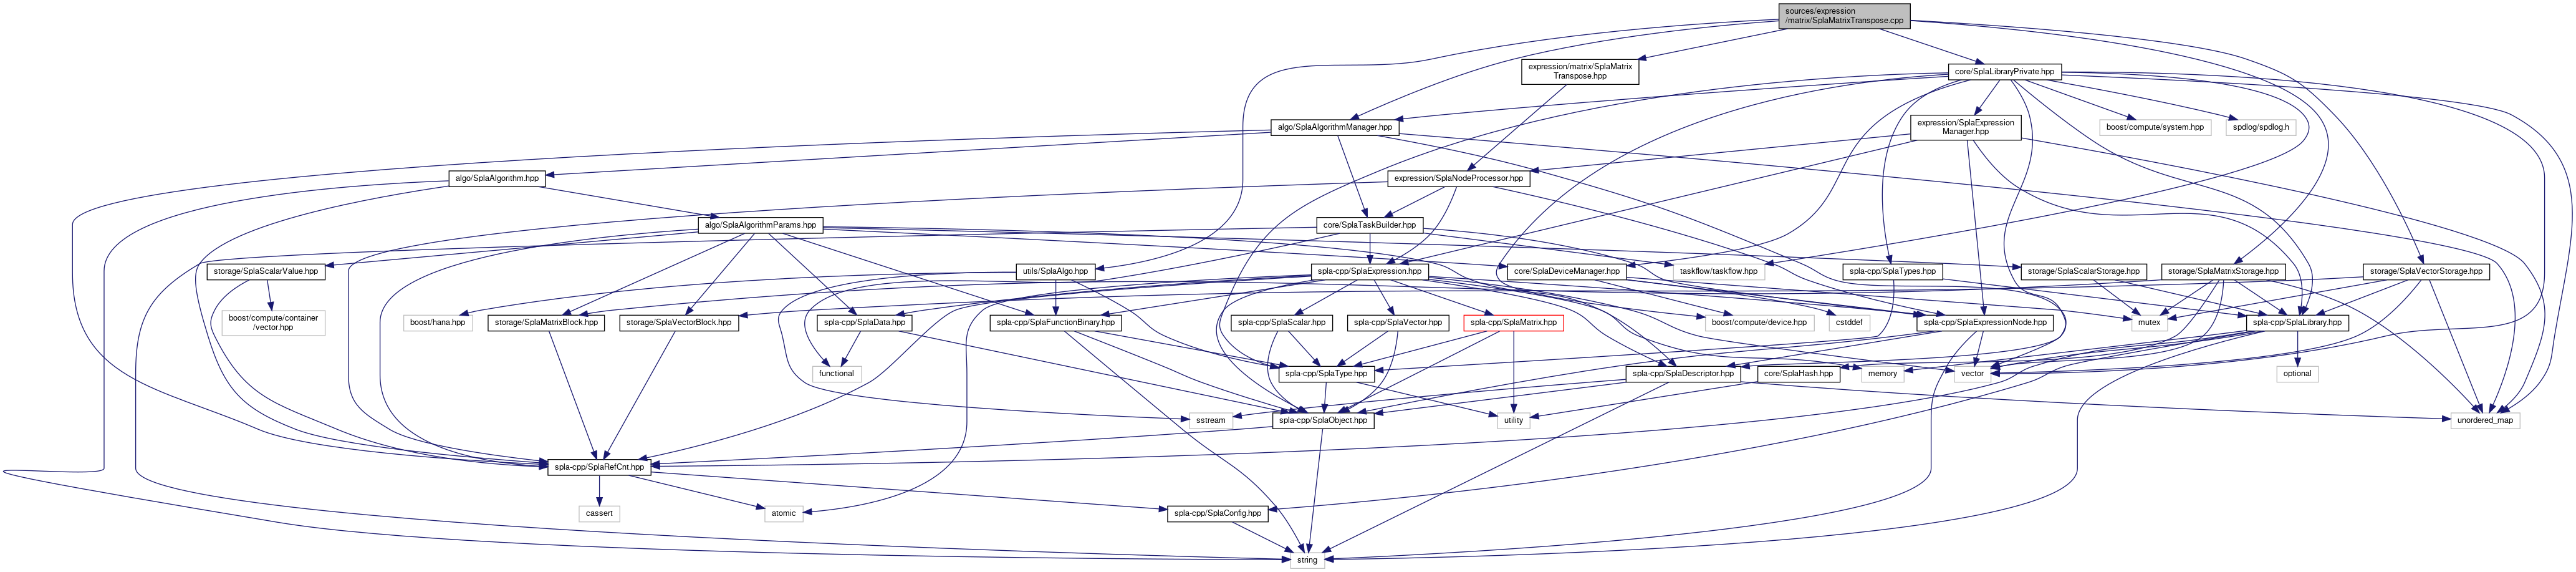 sources/expression
/matrix/SplaMatrixTranspose.cpp
expression/matrix/SplaMatrix
Transpose.hpp
core/SplaLibraryPrivate.hpp
algo/SplaAlgorithmManager.hpp
expression/SplaExpression
Manager.hpp
boost/compute/system.hpp
spdlog/spdlog.h
algo/SplaAlgorithm.hpp
expression/SplaNodeProcessor.hpp
algo/SplaAlgorithmParams.hpp
core/SplaTaskBuilder.hpp
storage/SplaScalarValue.hpp
utils/SplaAlgo.hpp
spla-cpp/SplaExpression.hpp
core/SplaDeviceManager.hpp
taskflow/taskflow.hpp
spla-cpp/SplaTypes.hpp
storage/SplaScalarStorage.hpp
storage/SplaMatrixStorage.hpp
storage/SplaVectorStorage.hpp
boost/compute/container
/vector.hpp
boost/hana.hpp
storage/SplaMatrixBlock.hpp
storage/SplaVectorBlock.hpp
spla-cpp/SplaData.hpp
spla-cpp/SplaFunctionBinary.hpp
spla-cpp/SplaScalar.hpp
spla-cpp/SplaVector.hpp
spla-cpp/SplaMatrix.hpp
boost/compute/device.hpp
cstddef
spla-cpp/SplaExpressionNode.hpp
mutex
spla-cpp/SplaLibrary.hpp
functional
spla-cpp/SplaType.hpp
spla-cpp/SplaDescriptor.hpp
core/SplaHash.hpp
memory
vector
optional
sstream
spla-cpp/SplaObject.hpp
utility
unordered_map
spla-cpp/SplaRefCnt.hpp
cassert
atomic
spla-cpp/SplaConfig.hpp
string